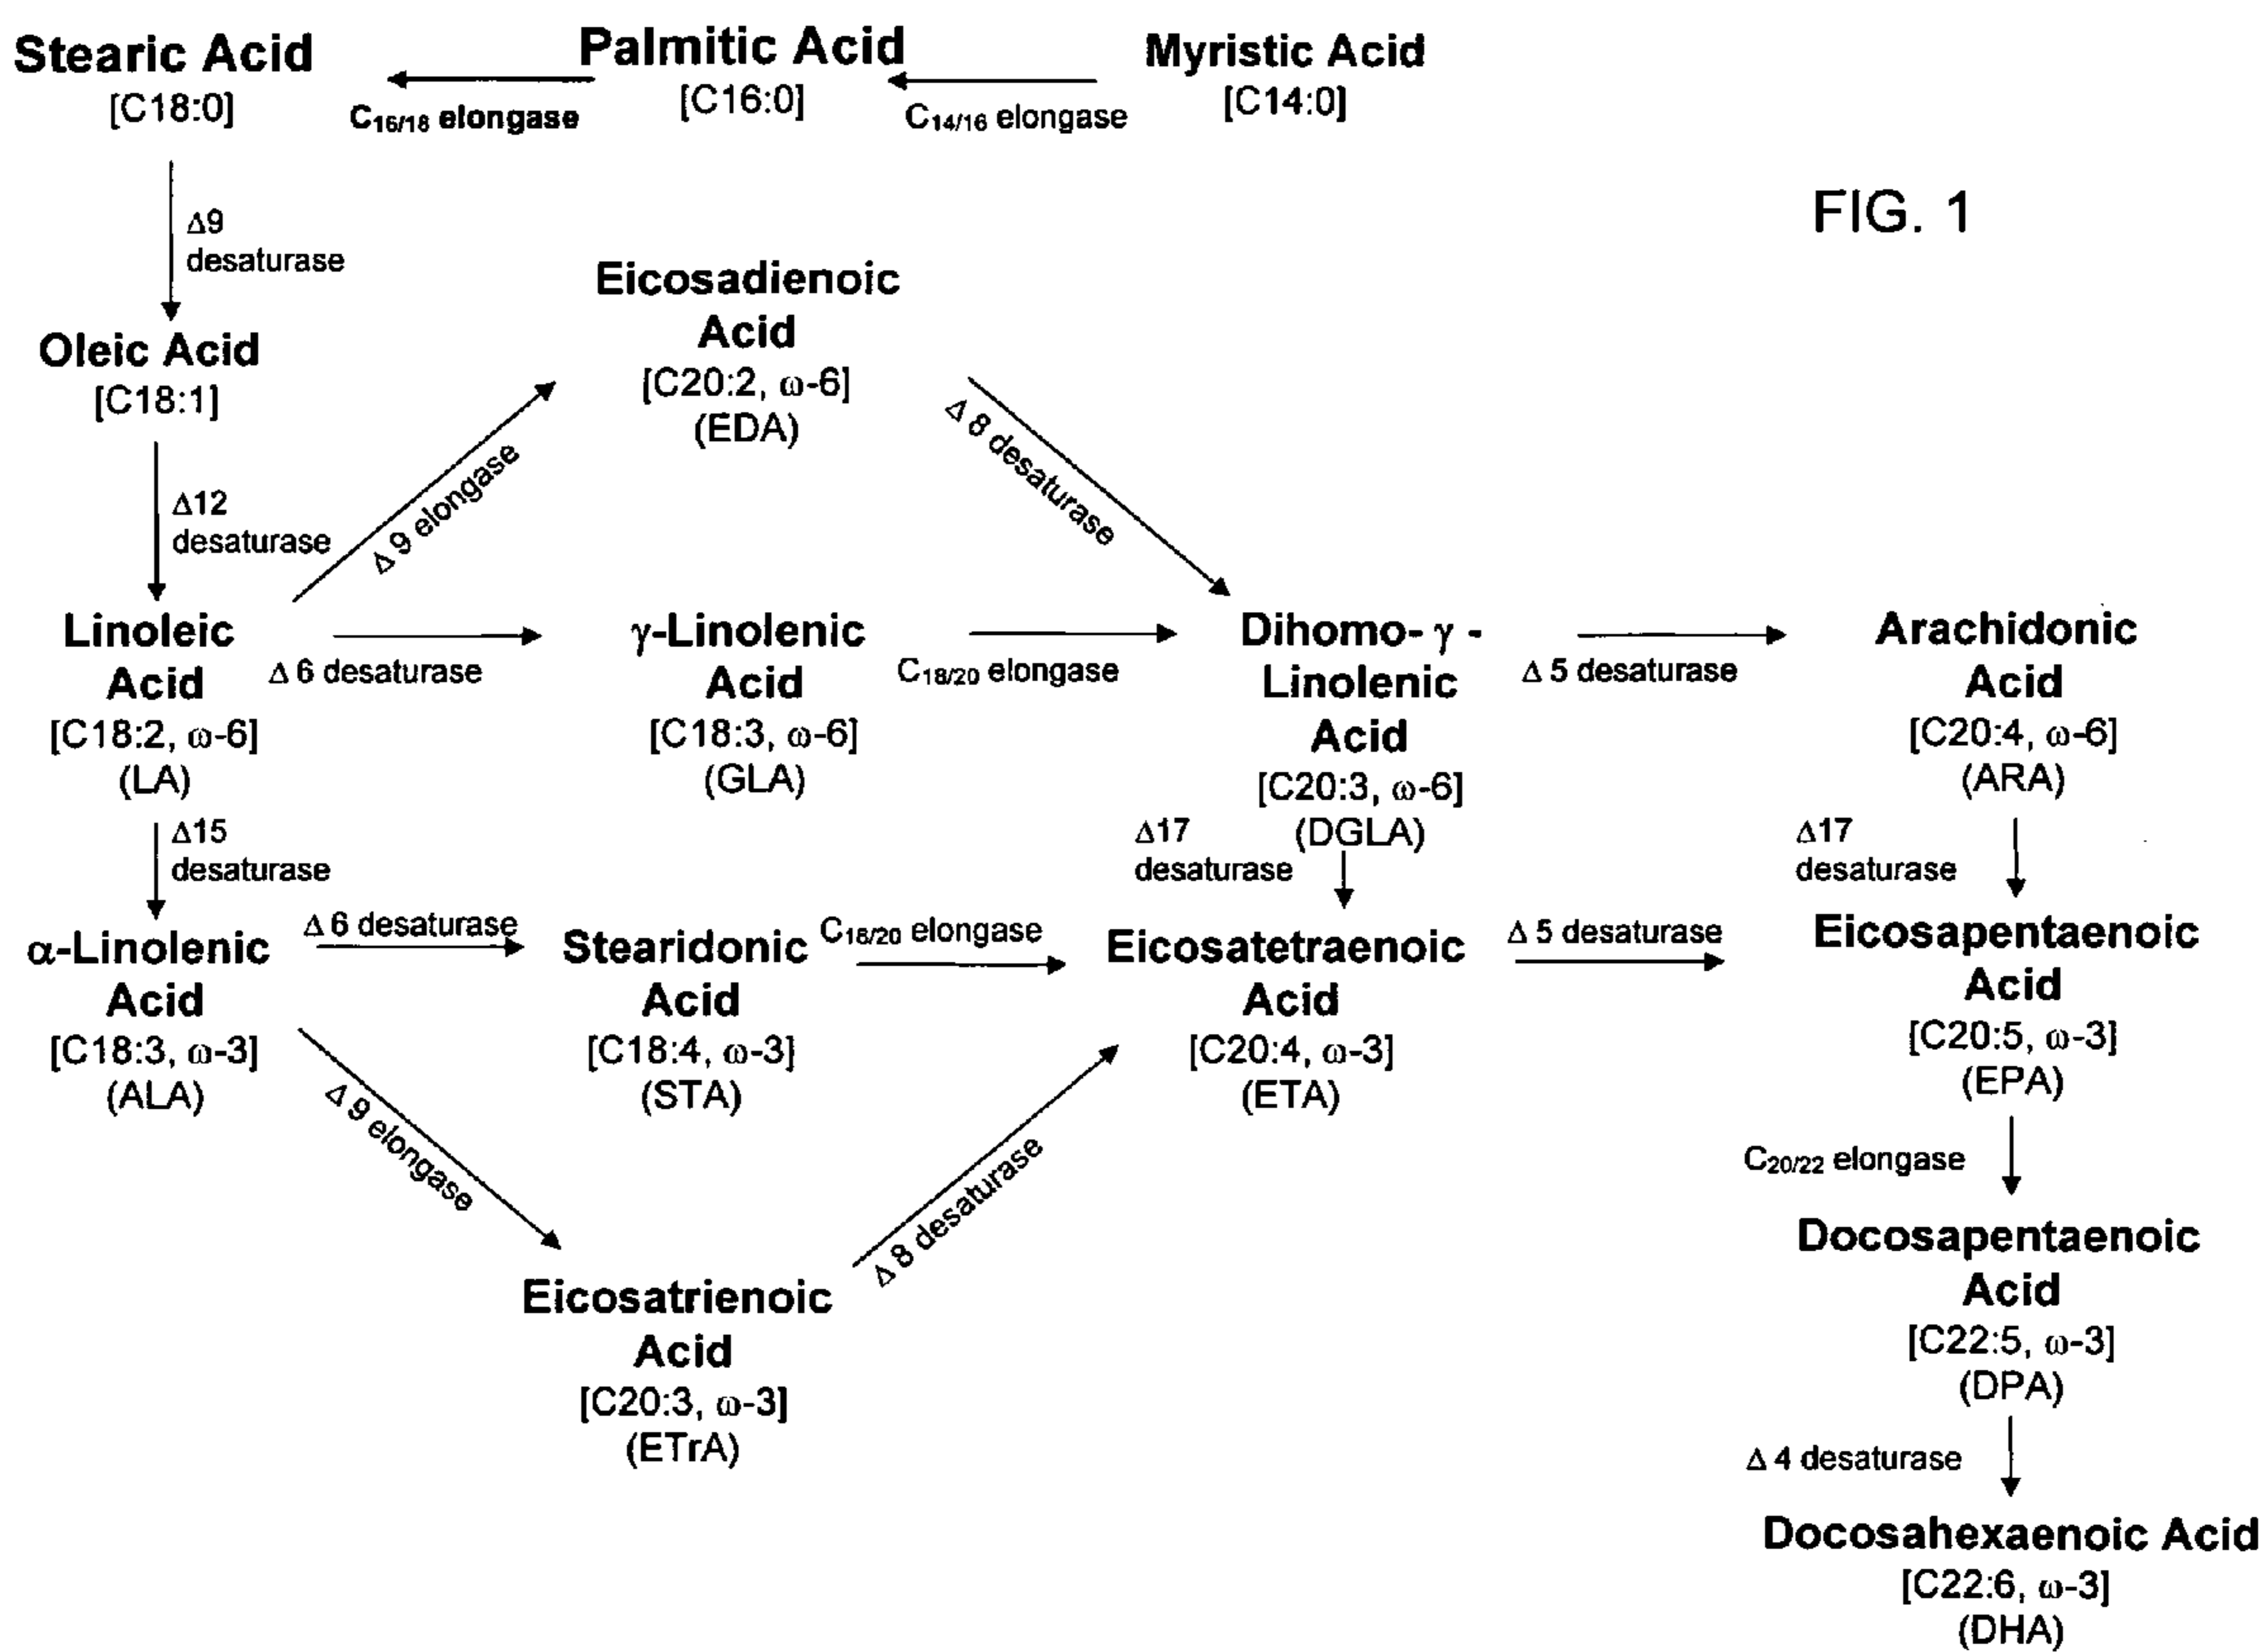 Stearic Acid
[C18:0]
C16/18 elongase
Palmitic Acid
[C16:0]
C14/16 elongase
Myristic Acid
[C14:0]
FIG. 1
Δ9
desaturase
Oleic Acid
[C18:1]
Δ12
desaturase
Eicosadienoic
Acid
[C20:2, ω-6]
(EDA)
Δ 9 elongase
Δ 8 desaturase
Linoleic
Acid
[C18:2, ω-6]
(LA)
Δ 6 desaturase
γ-Linolenic
Acid
[C18:3, ω-6]
(GLA)
C18/20 elongase
Dihomo- γ -
Linolenic
Acid
[C20:3, ω-6]
(DGLA)
Δ 5 desaturase
Arachidonic
Acid
[C20:4, ω-6]
(ARA)
Δ15
desaturase
Δ17
desaturase
Δ17
desaturase
α-Linolenic
Acid
[C18:3, ω-3]
(ALA)
Δ 6 desaturase
Stearidonic
Acid
[C18:4, ω-3]
(STA)
C18/20 elongase
Eicosatetraenoic
Acid
[C20:4, ω-3]
(ETA)
Δ 5 desaturase
Eicosapentaenoic
Acid
[C20:5, ω-3]
(EPA)
Δ 9 elongase
Δ 8 desaturase
Eicosatrienoic
Acid
[C20:3, ω-3]
(ETrA)
C20/22 elongase
Docosapentaenoic
Acid
[C22:5, ω-3]
(DPA)
Δ 4 desaturase
Docosahexaenoic Acid
[C22:6, ω-3]
(DHA)